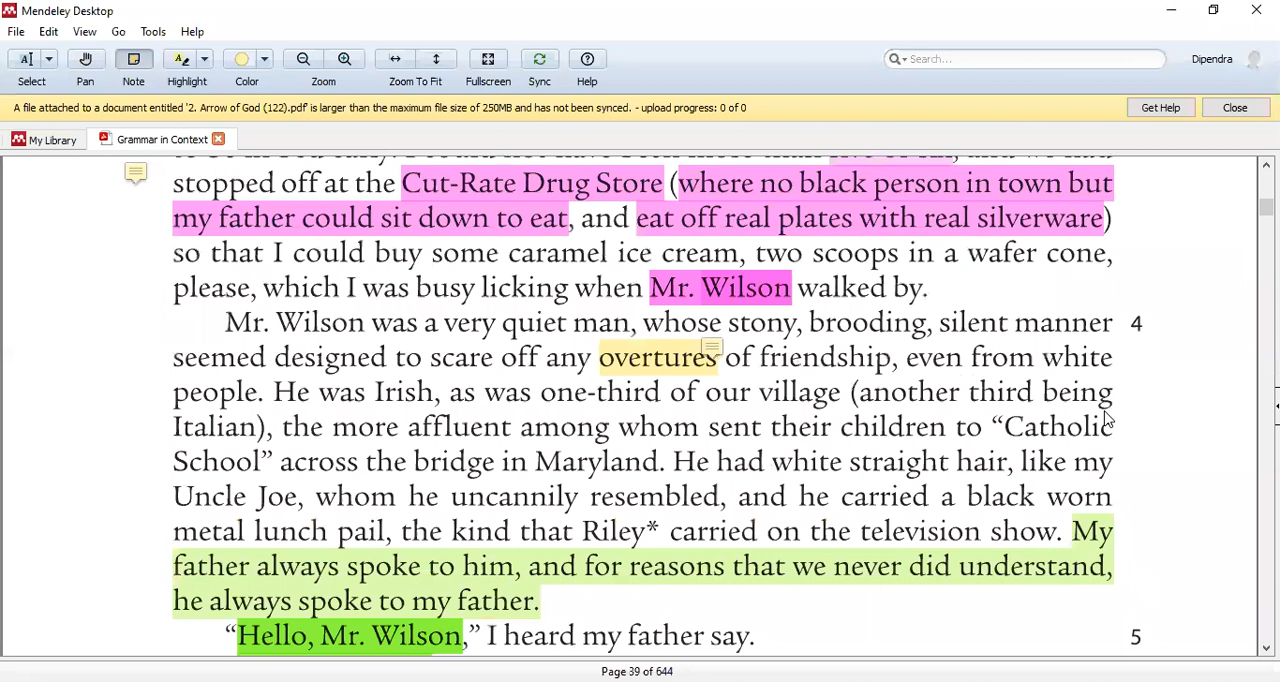 Mendeley Desktop
File Edit View Go Tools Help
Search...
Dipendra
Select Pan Note Highlight Color Zoom Zoom To Fit Fullscreen Sync Help
A file attached to a document entitled '2. Arrow of God (122).pdf' is larger than the maximum file size of 250MB and has not been synced. - upload progress: 0 of 0
Get Help Close
My Library Grammar in Context
stopped off at the Cut-Rate Drug Store (where no black person in town but
my father could sit down to eat, and eat off real plates with real silverware)
so that I could buy some caramel ice cream, two scoops in a wafer cone,
please, which I was busy licking when Mr. Wilson walked by.
Mr. Wilson was a very quiet man, whose stony, brooding, silent manner 4
seemed designed to scare off any overtures of friendship, even from white
people. He was Irish, as was one-third of our village (another third being
Italian), the more affluent among whom sent their children to “Catholic
School” across the bridge in Maryland. He had white straight hair, like my
Uncle Joe, whom he uncannily resembled, and he carried a black worn
metal lunch pail, the kind that Riley* carried on the television show. My
father always spoke to him, and for reasons that we never did understand,
he always spoke to my father.
“Hello, Mr. Wilson,” I heard my father say. 5
Page 39 of 644